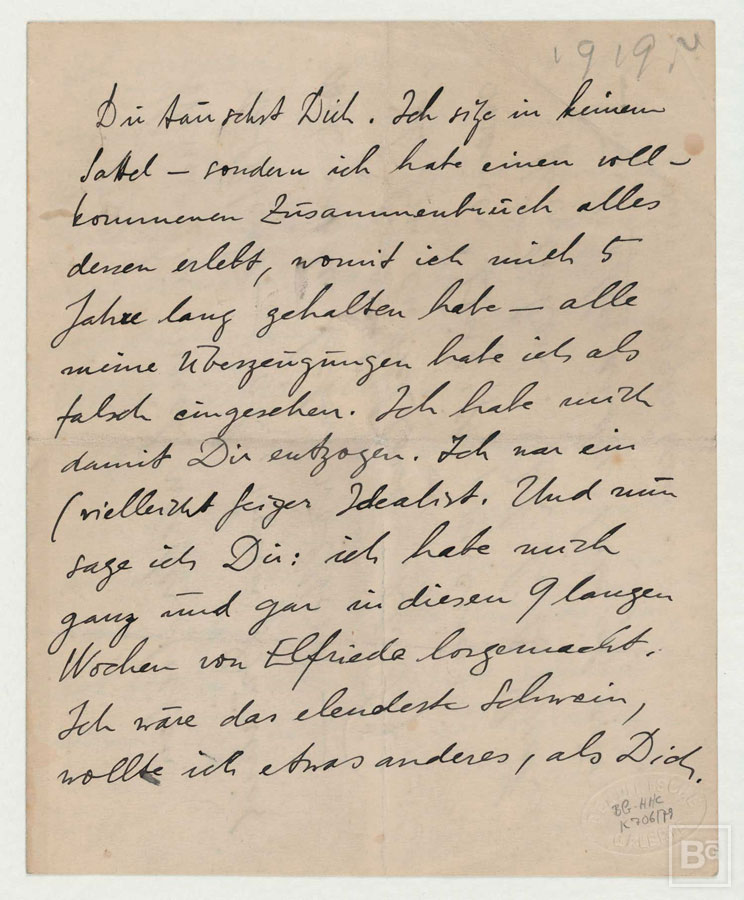 1919
Du täuschst Dich. Ich sitze in keinem
Sattel – sondern ich habe einen voll-
kommenen Zusammenbruch alles
dessen erlebt, womit ich mich 5
Jahre lang gehalten habe – alle
meine Überzeugungen habe ich als
falsch eingesehen. Ich habe mich
damit Dir entzogen. Ich war ein
(vielleicht feiger Idealist. Und nun
sage ich Dir: ich habe mich
ganz und gar in diesen 9 langen
Wochen von Elfriede losgemacht.
Ich wäre das elendeste Schwein,
wollte ich etwas anderes, als Dich.
BG-HHC
K 706/79
BG